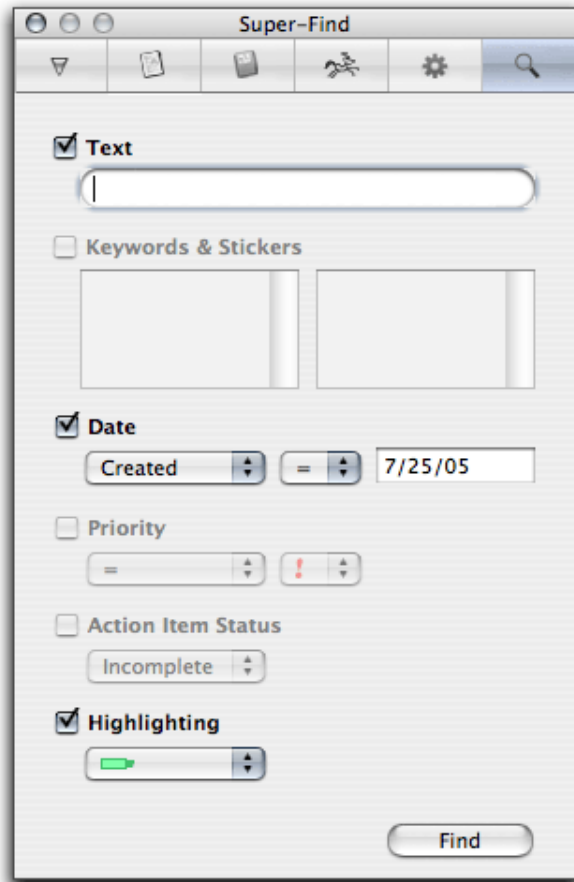 Super-Find
Text
Keywords & Stickers
Date
Created = 7/25/05
Priority
= !
Action Item Status
Incomplete
Highlighting
Find